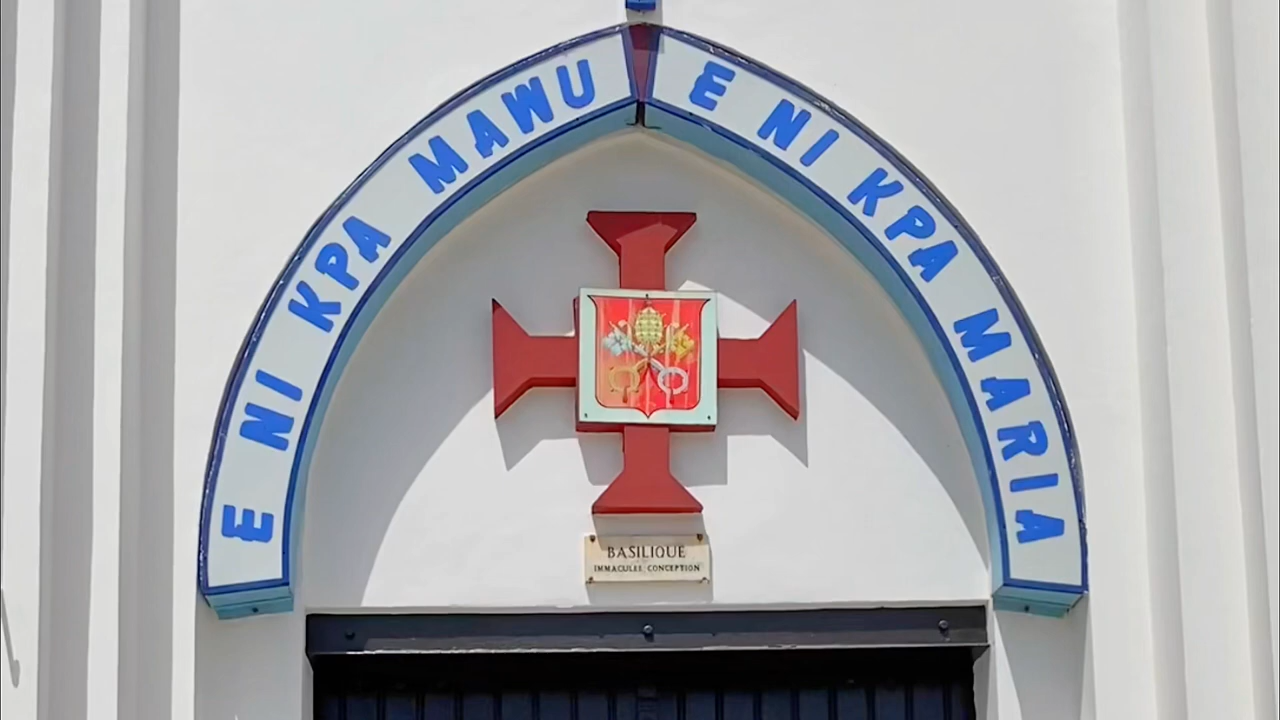 E NI KPA MAWU
E NI KPA MARIA
BASILIQUE
IMMACULEE CONCEPTION